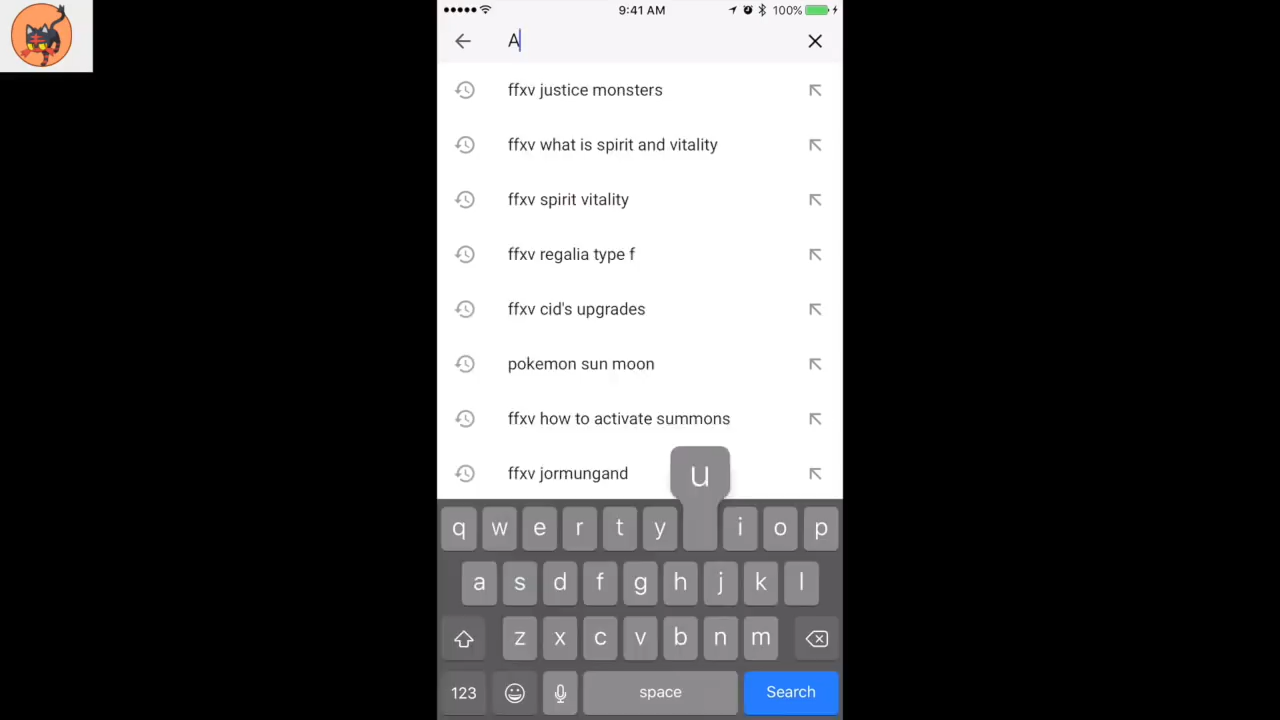 9:41 AM 100%
A
ffxv justice monsters
ffxv what is spirit and vitality
ffxv spirit vitality
ffxv regalia type f
ffxv cid's upgrades
pokemon sun moon
ffxv how to activate summons
ffxv jormungand
u
q w e r t y i o p
a s d f g h j k l
z x c v b n m
123 space Search